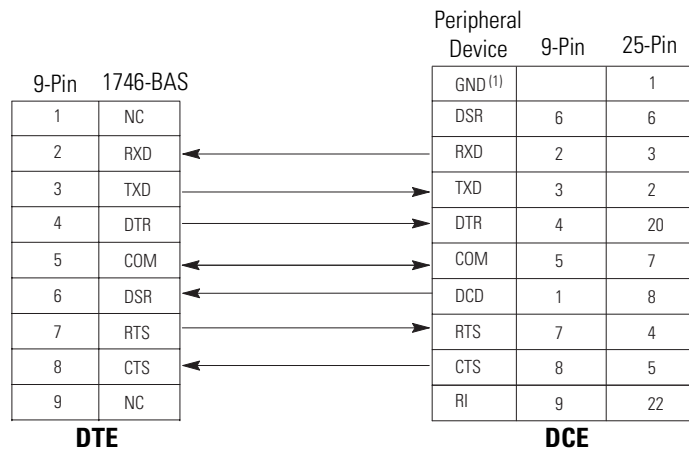 Peripheral
Device 9-Pin 25-Pin
9-Pin 1746-BAS
GND (1) 1
1 NC
DSR 6 6
2 RXD
RXD 2 3
3 TXD
TXD 3 2
4 DTR
DTR 4 20
5 COM
COM 5 7
6 DSR
DCD 1 8
7 RTS
RTS 7 4
8 CTS
CTS 8 5
9 NC
RI 9 22
DTE
DCE